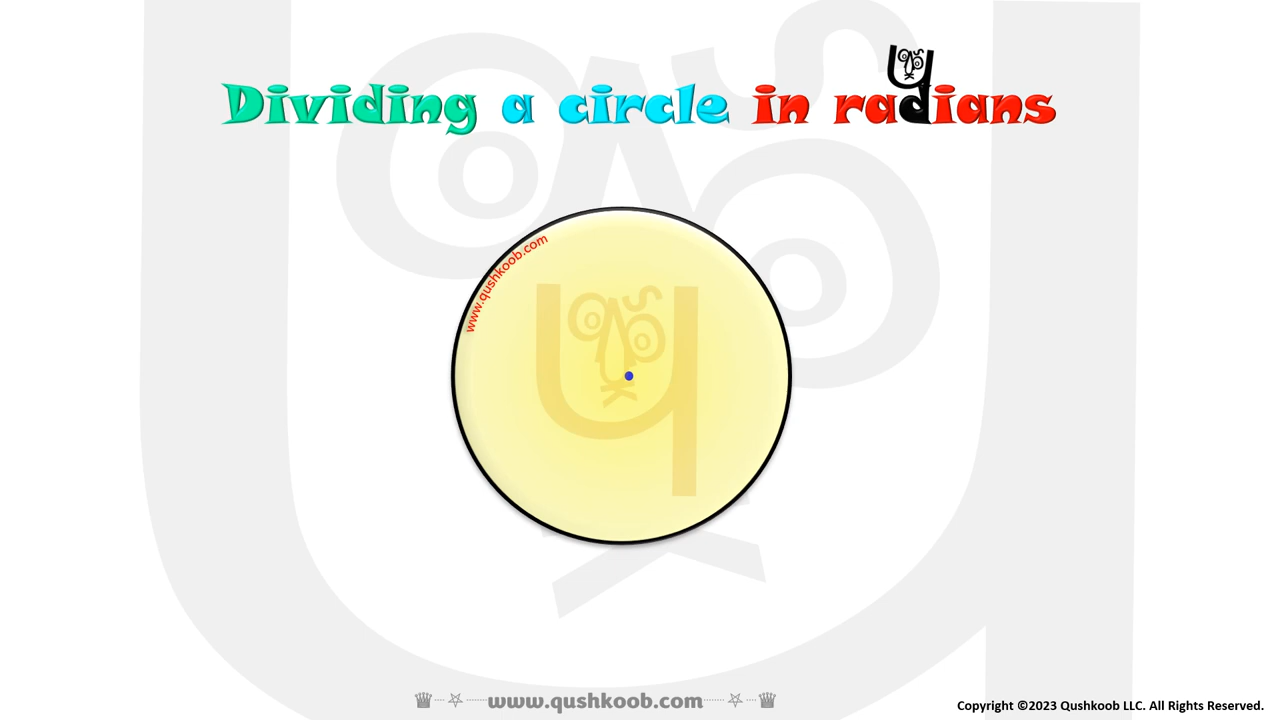 Dividing a circle in radians
www.qushkoob.com
www.qushkoob.com
Copyright ©2023 Qushkoob LLC. All Rights Reserved.